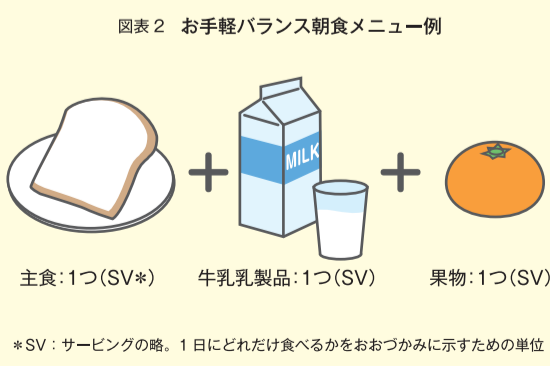 図表2 お手軽バランス朝食メニュー例
MILK
主食：1つ（SV＊） 牛乳乳製品：1つ（SV） 果物：1つ（SV）
＊SV：サービングの略。1日にどれだけ食べるかをおおづかみに示すための単位